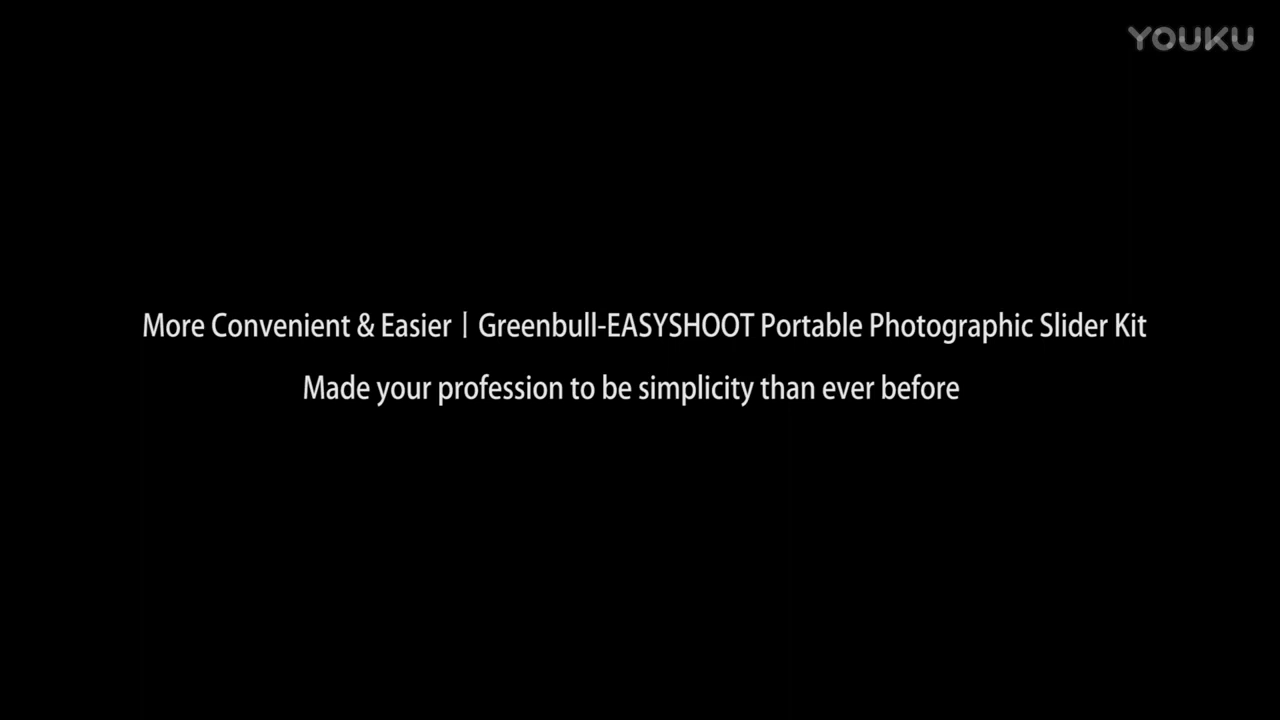 YOUKU
More Convenient & Easier | Greenbull-EASYSHOOT Portable Photographic Slider Kit
Made your profession to be simplicity than ever before